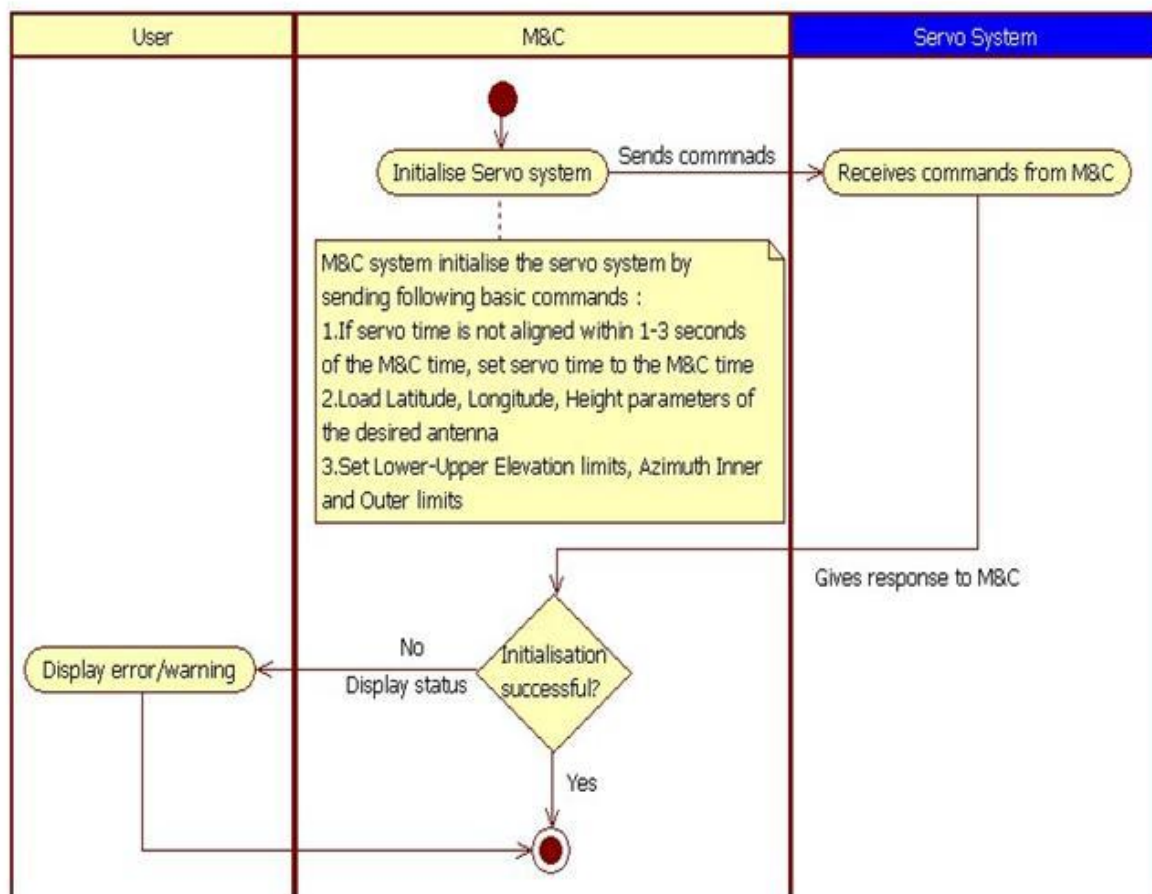 User
M&C
Servo System
Sends commnads
Initialise Servo system
Receives commands from M&C
M&C system initialise the servo system by
sending following basic commands :
1.If servo time is not aligned within 1-3 seconds
of the M&C time, set servo time to the M&C time
2.Load Latitude, Longitude, Height parameters of
the desired antenna
3.Set Lower-Upper Elevation limits, Azimuth Inner
and Outer limits
Gives response to M&C
Initialisation
successful?
No
Display status
Display error/warning
Yes